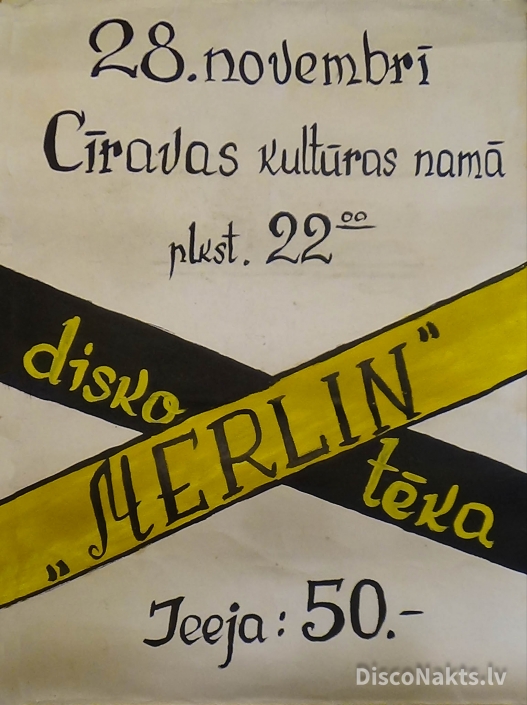 28.novembrī
Cīravas kultūras namā
plkst. 22⁰⁰
disko
„MERLIN”
tēka
Ieeja: 50.-
DiscoNakts.lv